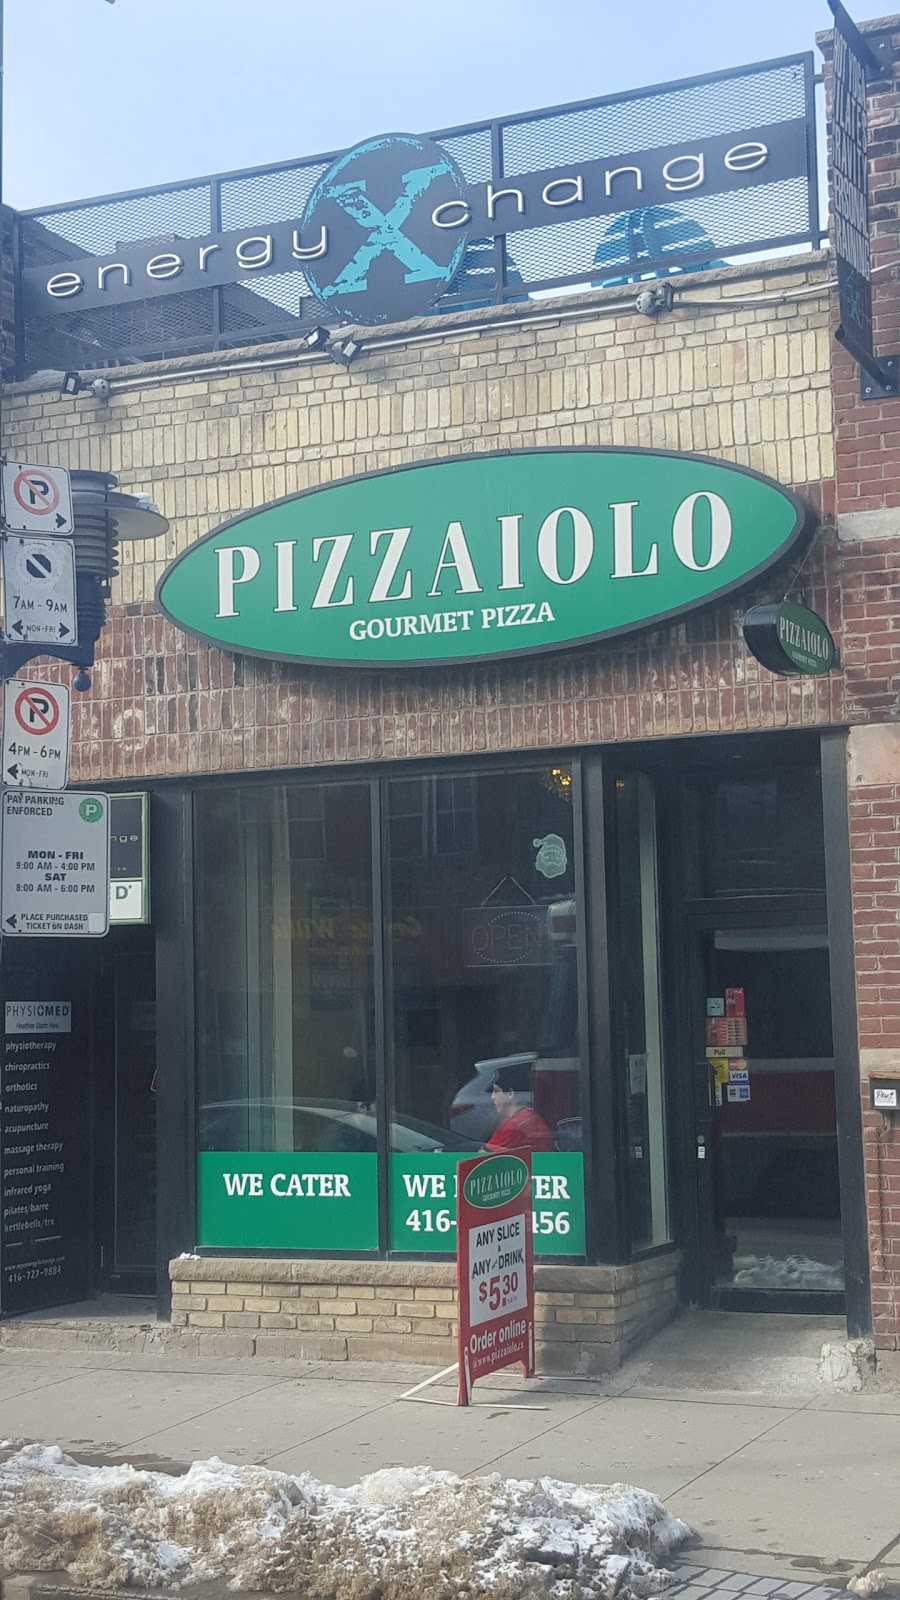 energy X change
PIZZAIOLO
GOURMET PIZZA
PIZZAIOLO
GOURMET PIZZA
7AM - 9AM
MON-FRI
4PM - 6PM
MON-FRI
PAY PARKING
ENFORCED
P
MON - FRI
9:00 AM - 4:00 PM
SAT
8:00 AM - 6:00 PM
PLACE PURCHASED
TICKET ON DASH
nge
D
OPEN
PHYSIOMED
physiotherapy
chiropractics
orthotics
naturopathy
acupuncture
massage therapy
personal training
infrared yoga
pilates/barre
kettlebells/trx
416-727-9884
Pull
VISA
WE CATER
WE
ER
416-
456
PIZZAIOLO
GOURMET PIZZA
ANY SLICE
&
ANY DRINK
$5.30
Order online
@www.pizzaiolo.ca